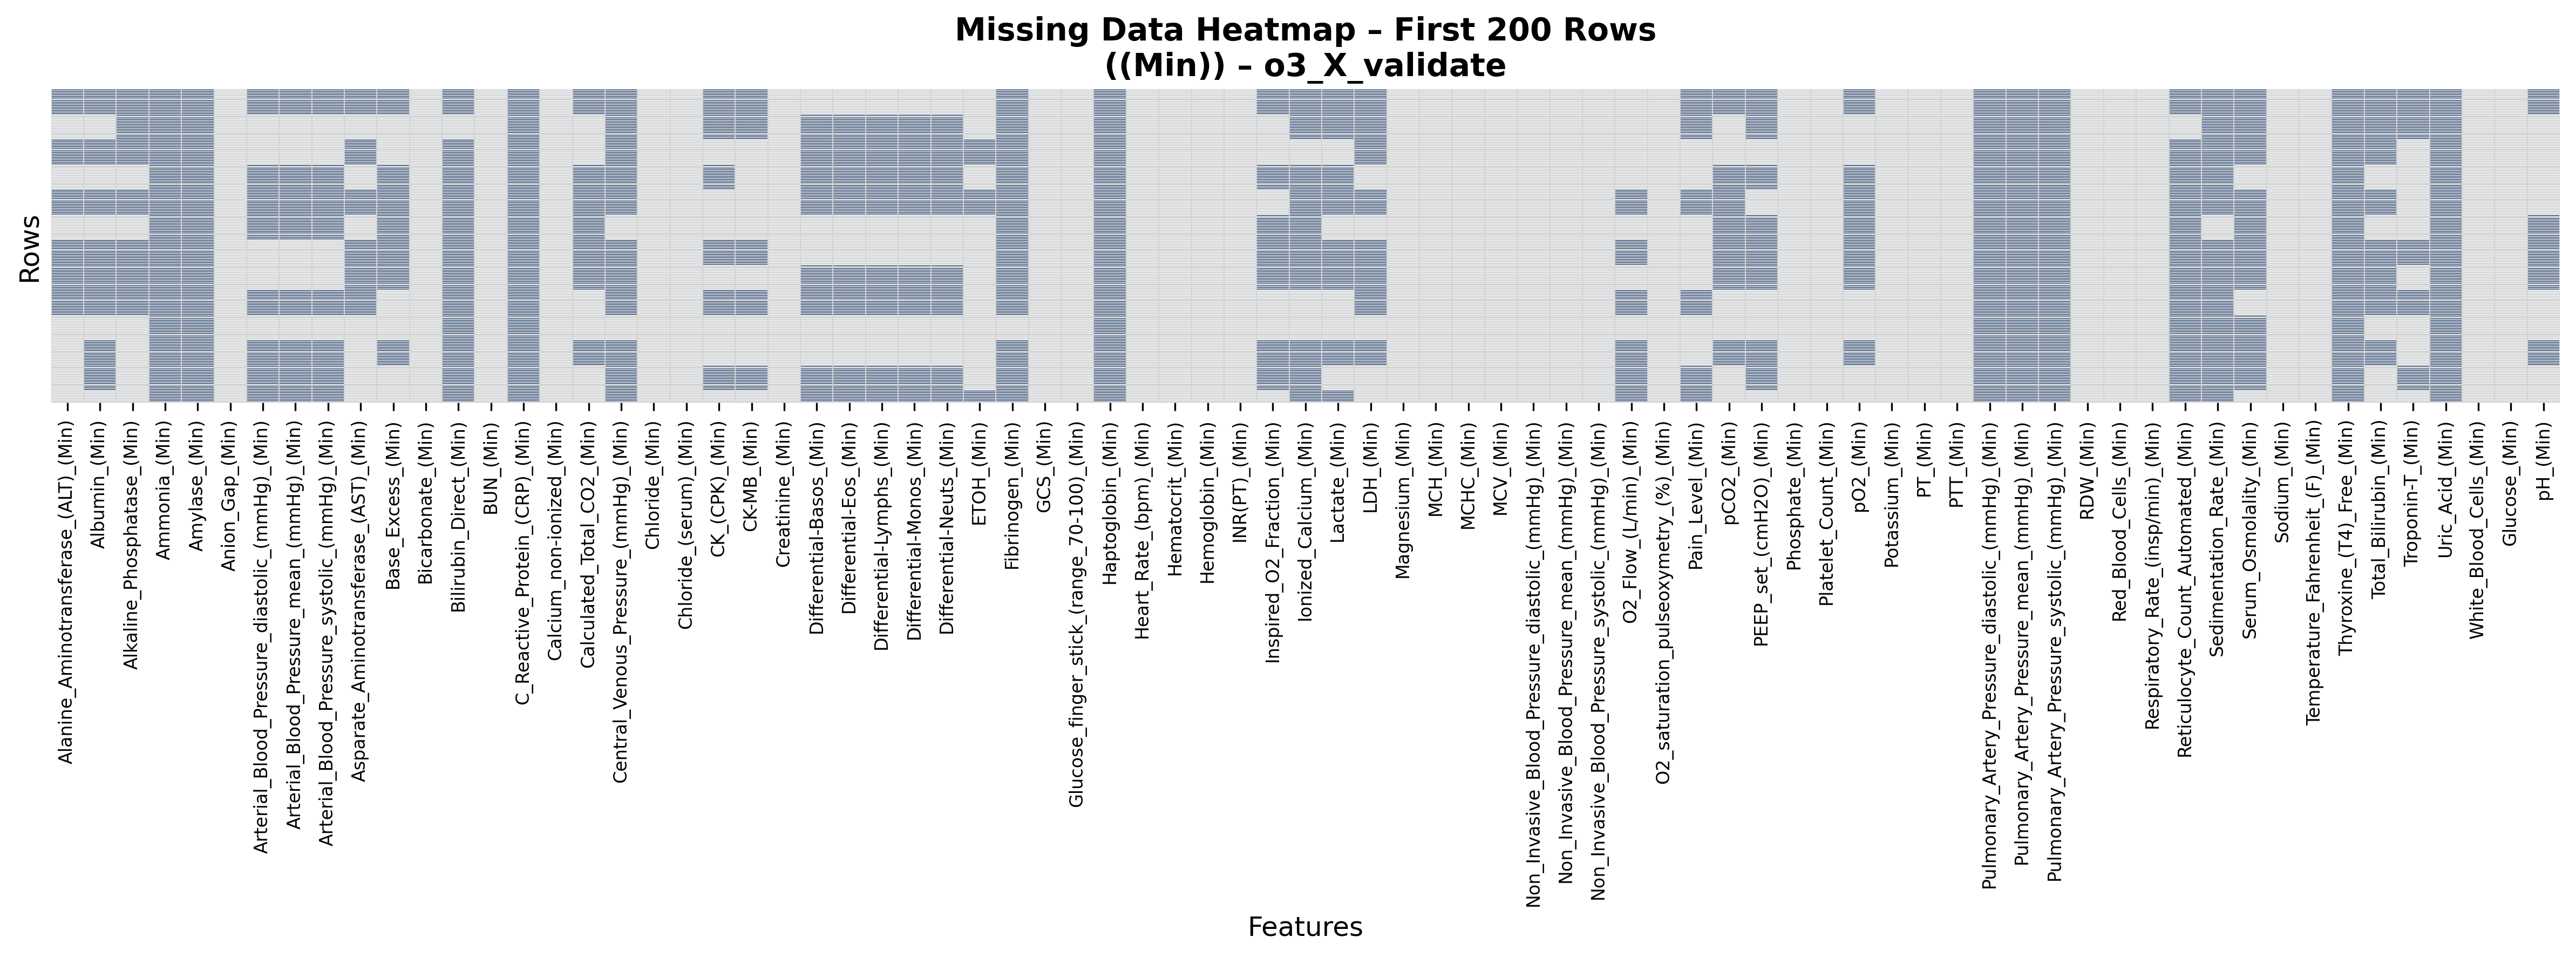 Missing Data Heatmap – First 200 Rows
((Min)) – o3_X_validate
Rows
Alanine_Aminotransferase_(ALT)_(Min)
Albumin_(Min)
Alkaline_Phosphatase_(Min)
Ammonia_(Min)
Amylase_(Min)
Anion_Gap_(Min)
Arterial_Blood_Pressure_diastolic_(mmHg)_(Min)
Arterial_Blood_Pressure_mean_(mmHg)_(Min)
Arterial_Blood_Pressure_systolic_(mmHg)_(Min)
Asparate_Aminotransferase_(AST)_(Min)
Base_Excess_(Min)
Bicarbonate_(Min)
Bilirubin_Direct_(Min)
BUN_(Min)
C_Reactive_Protein_(CRP)_(Min)
Calcium_non-ionized_(Min)
Calculated_Total_CO2_(Min)
Central_Venous_Pressure_(mmHg)_(Min)
Chloride_(Min)
Chloride_(serum)_(Min)
CK_(CPK)_(Min)
CK-MB_(Min)
Creatinine_(Min)
Differential-Basos_(Min)
Differential-Eos_(Min)
Differential-Lymphs_(Min)
Differential-Monos_(Min)
Differential-Neuts_(Min)
ETOH_(Min)
Fibrinogen_(Min)
GCS_(Min)
Glucose_finger_stick_(range_70-100)_(Min)
Haptoglobin_(Min)
Heart_Rate_(bpm)_(Min)
Hematocrit_(Min)
Hemoglobin_(Min)
INR(PT)_(Min)
Inspired_O2_Fraction_(Min)
Ionized_Calcium_(Min)
Lactate_(Min)
LDH_(Min)
Magnesium_(Min)
MCH_(Min)
MCHC_(Min)
MCV_(Min)
Non_Invasive_Blood_Pressure_diastolic_(mmHg)_(Min)
Non_Invasive_Blood_Pressure_mean_(mmHg)_(Min)
Non_Invasive_Blood_Pressure_systolic_(mmHg)_(Min)
O2_Flow_(L/min)_(Min)
O2_saturation_pulseoxymetry_(%)_(Min)
Pain_Level_(Min)
pCO2_(Min)
PEEP_set_(cmH2O)_(Min)
Phosphate_(Min)
Platelet_Count_(Min)
pO2_(Min)
Potassium_(Min)
PT_(Min)
PTT_(Min)
Pulmonary_Artery_Pressure_diastolic_(mmHg)_(Min)
Pulmonary_Artery_Pressure_mean_(mmHg)_(Min)
Pulmonary_Artery_Pressure_systolic_(mmHg)_(Min)
RDW_(Min)
Red_Blood_Cells_(Min)
Respiratory_Rate_(insp/min)_(Min)
Reticulocyte_Count_Automated_(Min)
Sedimentation_Rate_(Min)
Serum_Osmolality_(Min)
Sodium_(Min)
Temperature_Fahrenheit_(F)_(Min)
Thyroxine_(T4)_Free_(Min)
Total_Bilirubin_(Min)
Troponin-T_(Min)
Uric_Acid_(Min)
White_Blood_Cells_(Min)
Glucose_(Min)
pH_(Min)
Features